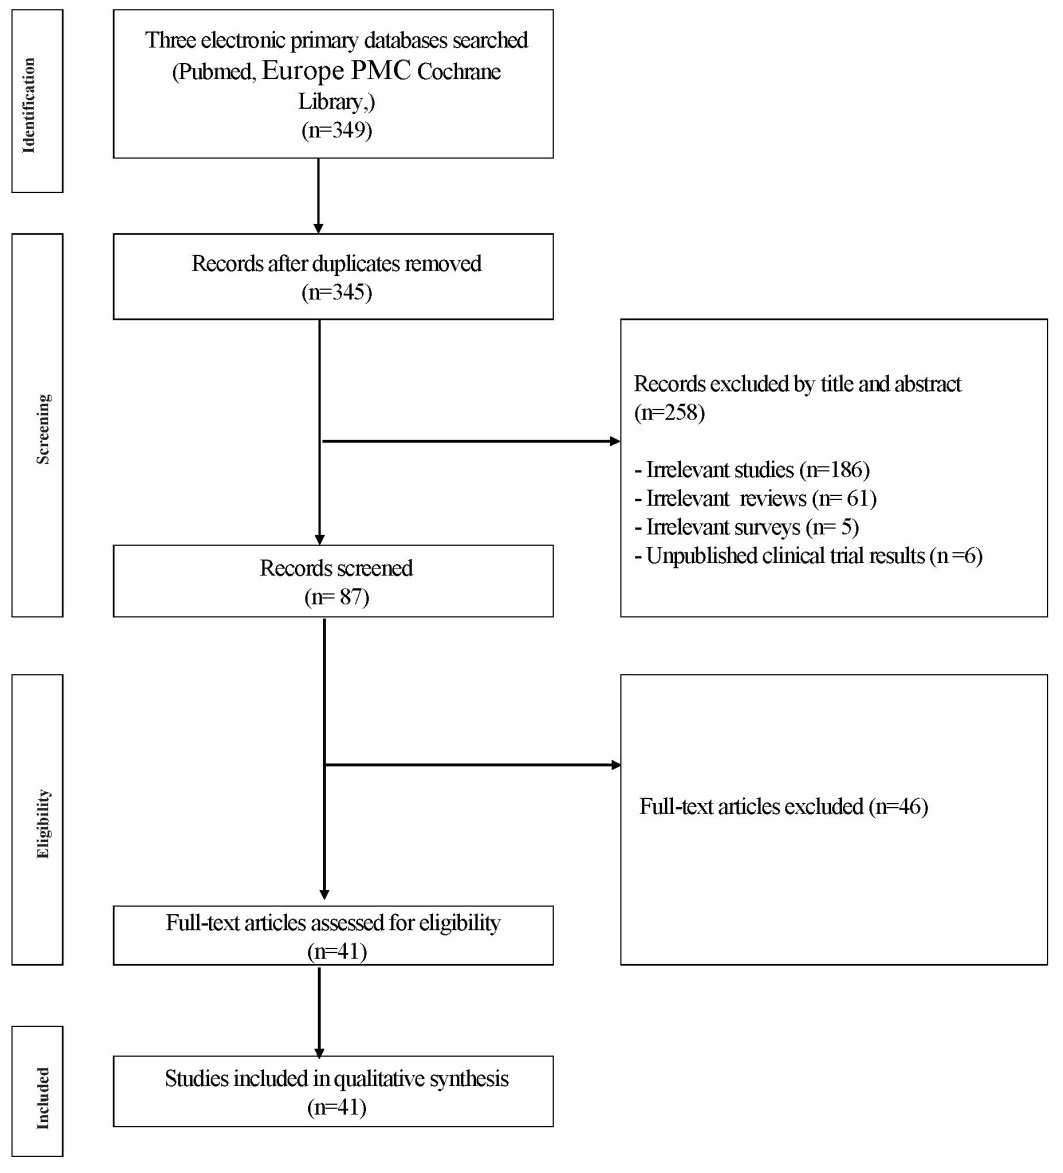 Identification
Three electronic primary databases searched
(Pubmed, Europe PMC Cochrane
Library,)
(n=349)
Screening
Records after duplicates removed
(n=345)
Records excluded by title and abstract
(n=258)
- Irrelevant studies (n=186)
- Irrelevant reviews (n= 61)
- Irrelevant surveys (n= 5)
- Unpublished clinical trial results (n =6)
Records screened
(n= 87)
Eligibility
Full-text articles excluded (n=46)
Full-text articles assessed for eligibility
(n=41)
Included
Studies included in qualitative synthesis
(n=41)